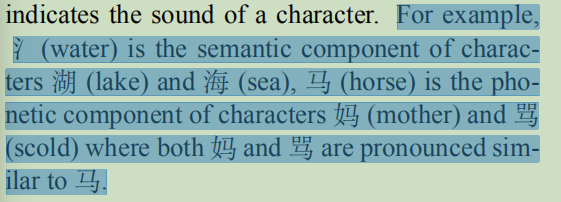 indicates the sound of a character. For example,
氵 (water) is the semantic component of charac-
ters 湖 (lake) and 海 (sea), 马 (horse) is the pho-
netic component of characters 妈 (mother) and 骂
(scold) where both 妈 and 骂 are pronounced sim-
ilar to 马.